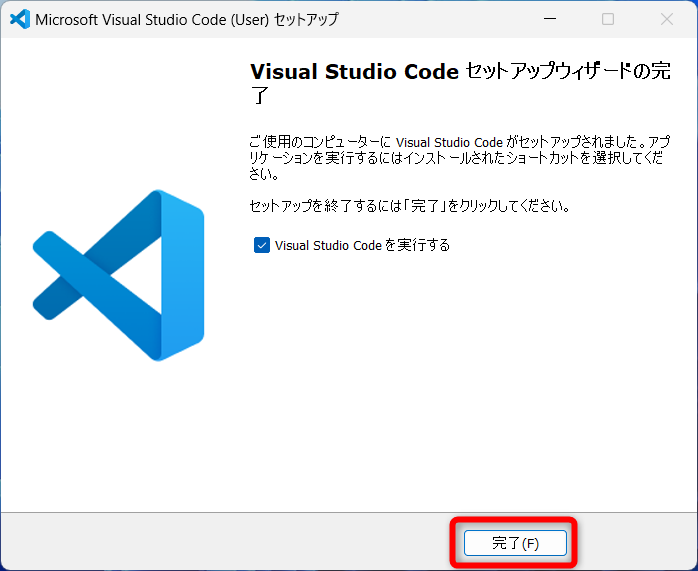 Microsoft Visual Studio Code (User) セットアップ
Visual Studio Code セットアップウィザードの完
了
ご使用のコンピューターに Visual Studio Code がセットアップされました。アプ
リケーションを実行するにはインストールされたショートカットを選択してくだ
さい。
セットアップを終了するには「完了」をクリックしてください。
Visual Studio Code を実行する
完了(F)